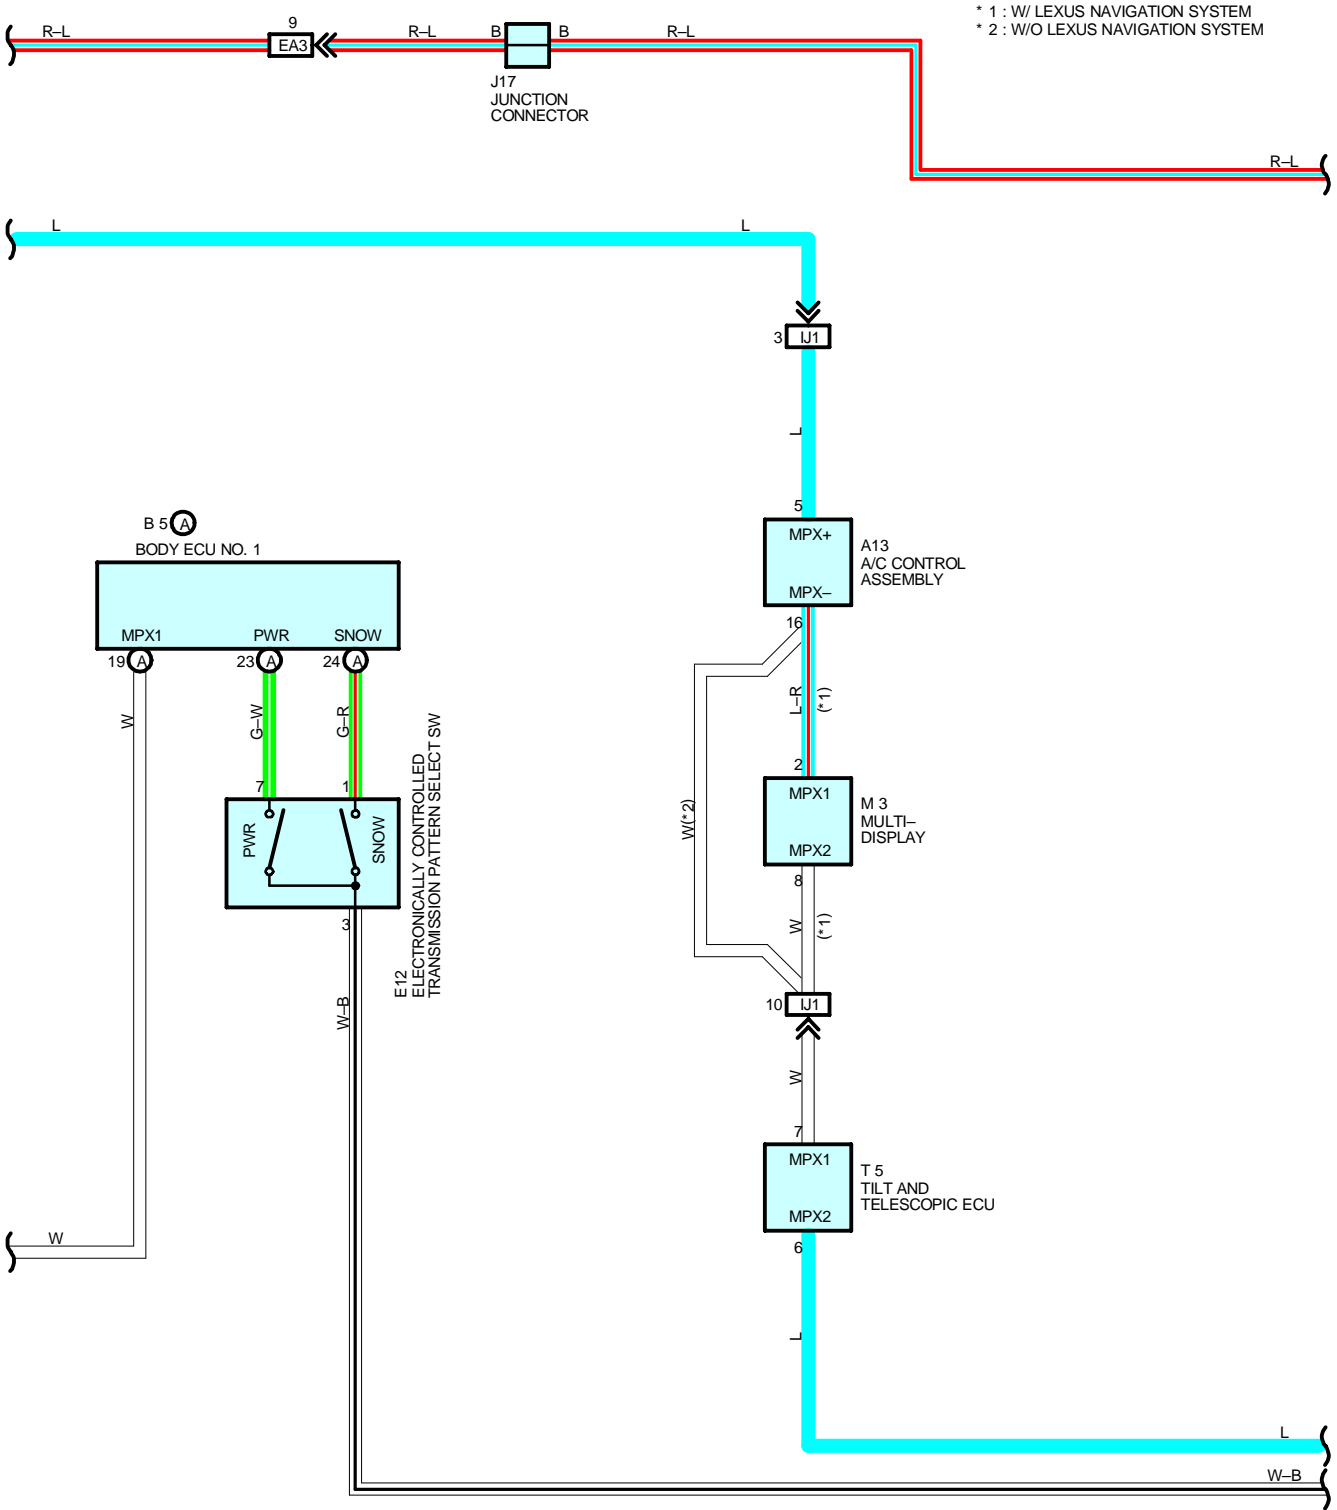 * 1 : W/ LEXUS NAVIGATION SYSTEM
* 2 : W/O LEXUS NAVIGATION SYSTEM
R–L
9
EA3
R–L
B
B
R–L
J17
JUNCTION
CONNECTOR
R–L
L
L
3
IJ1
L
5
MPX+
MPX–
A13
A/C CONTROL
ASSEMBLY
16
B 5 A
BODY ECU NO. 1
MPX1
PWR
SNOW
19 A
23 A
24 A
W
G–W
G–R
7
1
PWR
SNOW
3
E12
ELECTRONICALLY CONTROLLED
TRANSMISSION PATTERN SELECT SW
W–B
L–R
(* 1)
W(* 2)
2
MPX1
MPX2
M 3
MULTI–
DISPLAY
8
W
(* 1)
10
IJ1
W
7
MPX1
MPX2
T 5
TILT AND
TELESCOPIC ECU
6
W
L
L
W–B